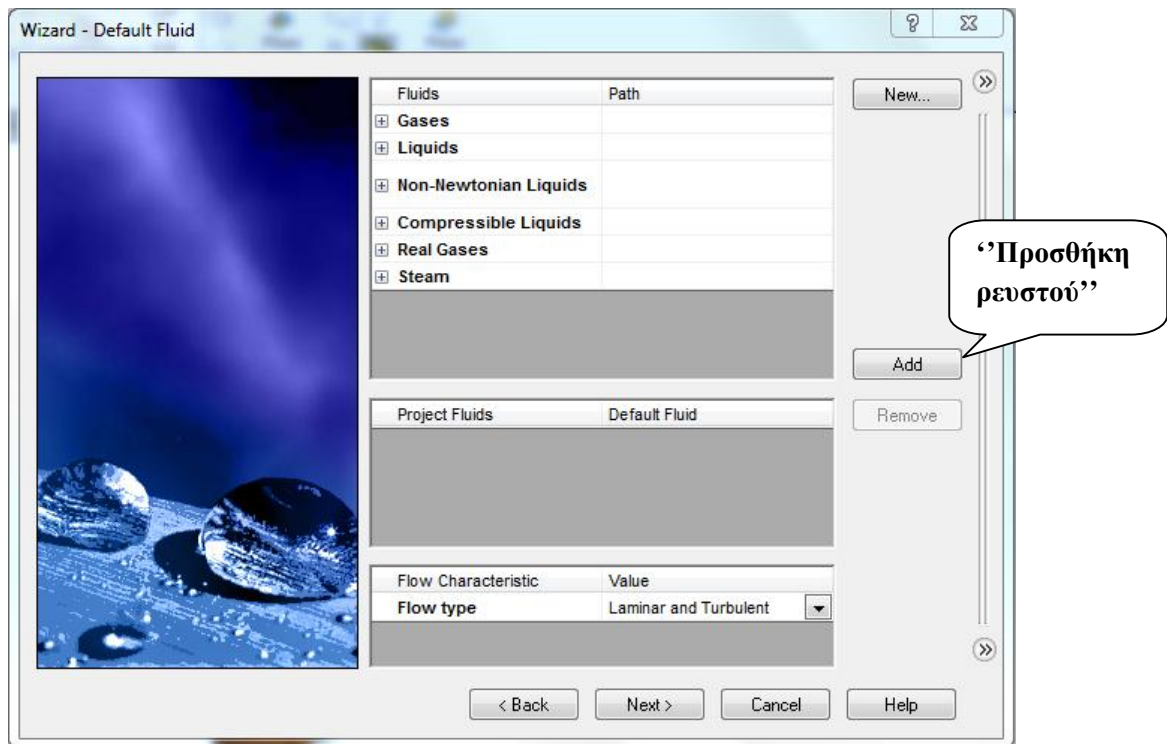 Wizard - Default Fluid
Fluids Path
Gases
Liquids
Non-Newtonian Liquids
Compressible Liquids
Real Gases
Steam
New...
‘’Προσθήκη
ρευστού’’
Add
Project Fluids Default Fluid
Remove
Flow Characteristic Value
Flow type Laminar and Turbulent
< Back Next > Cancel Help